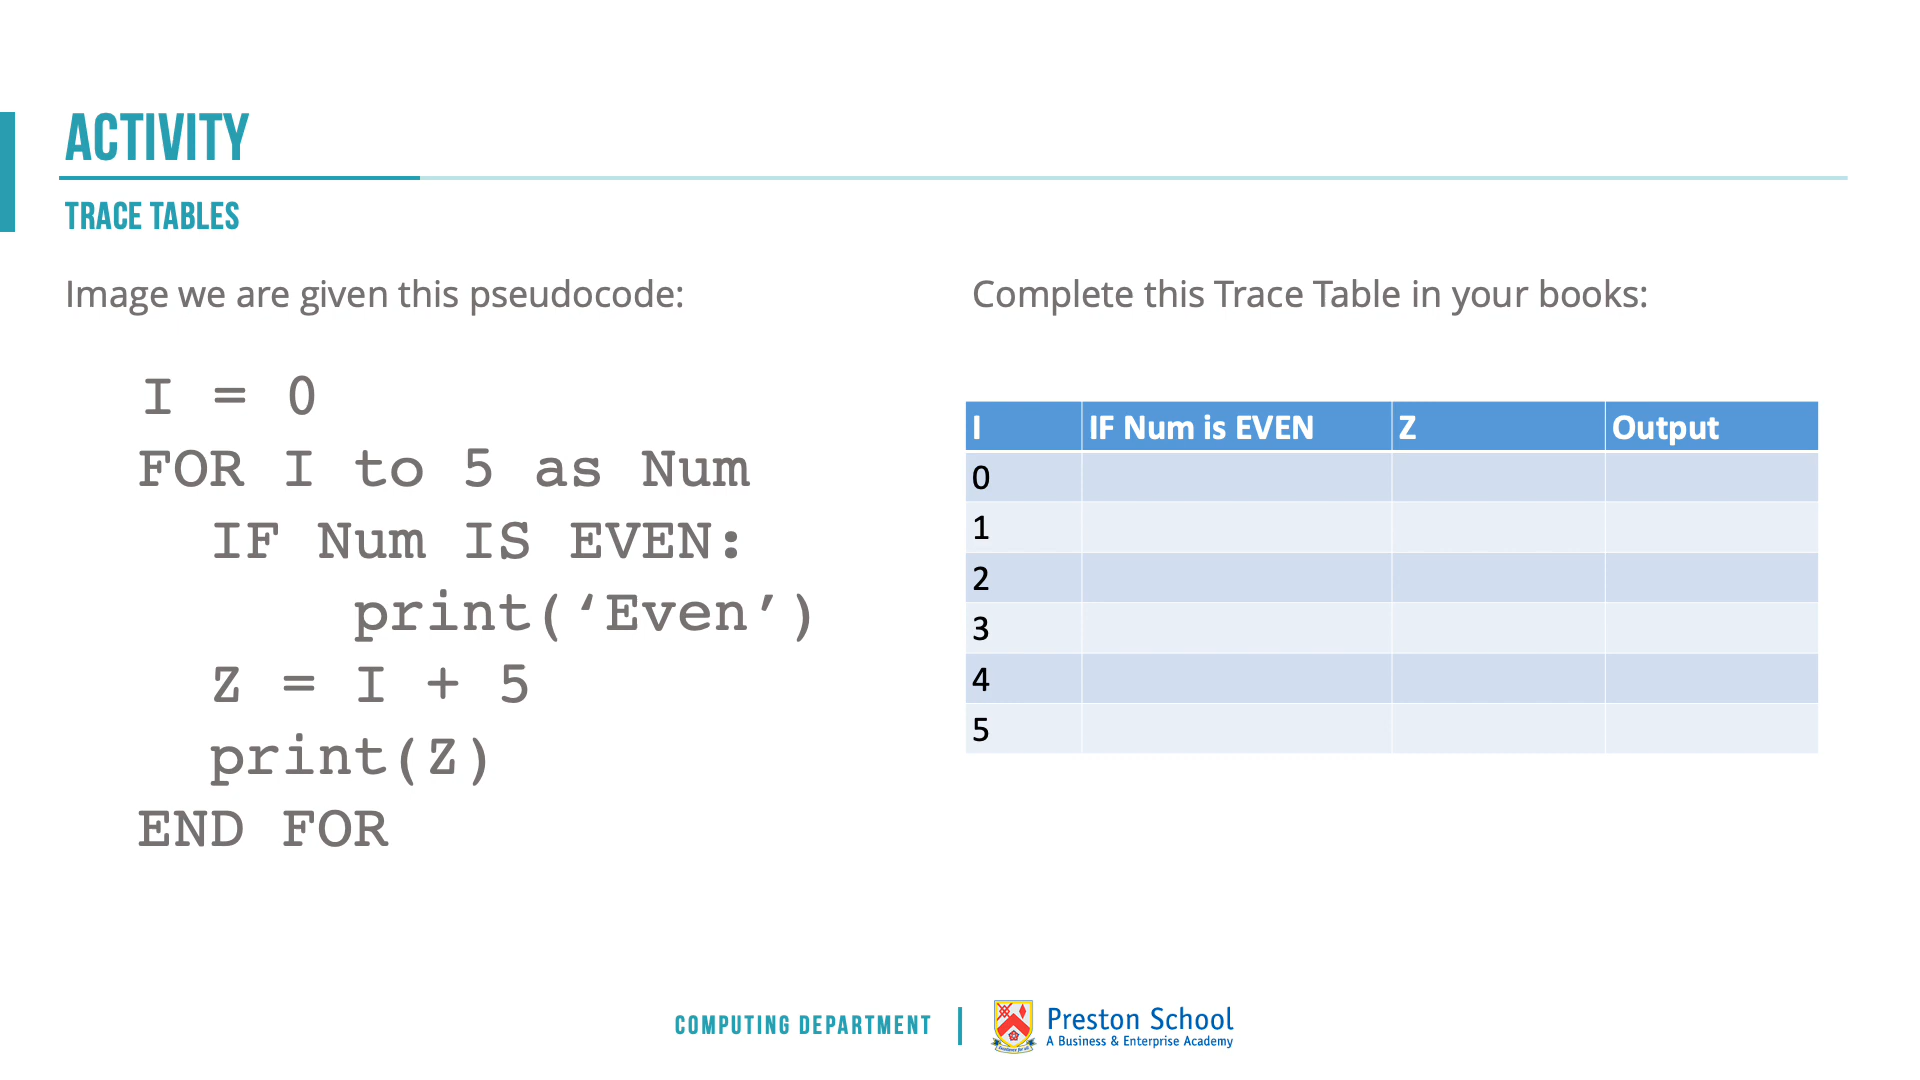 ACTIVITY
TRACE TABLES
Image we are given this pseudocode:
I = 0
FOR I to 5 as Num
IF Num IS EVEN:
print(‘Even’)
Z = I + 5
print(Z)
END FOR
Complete this Trace Table in your books:
I IF Num is EVEN Z Output
0
1
2
3
4
5
COMPUTING DEPARTMENT
Preston School
A Business & Enterprise Academy